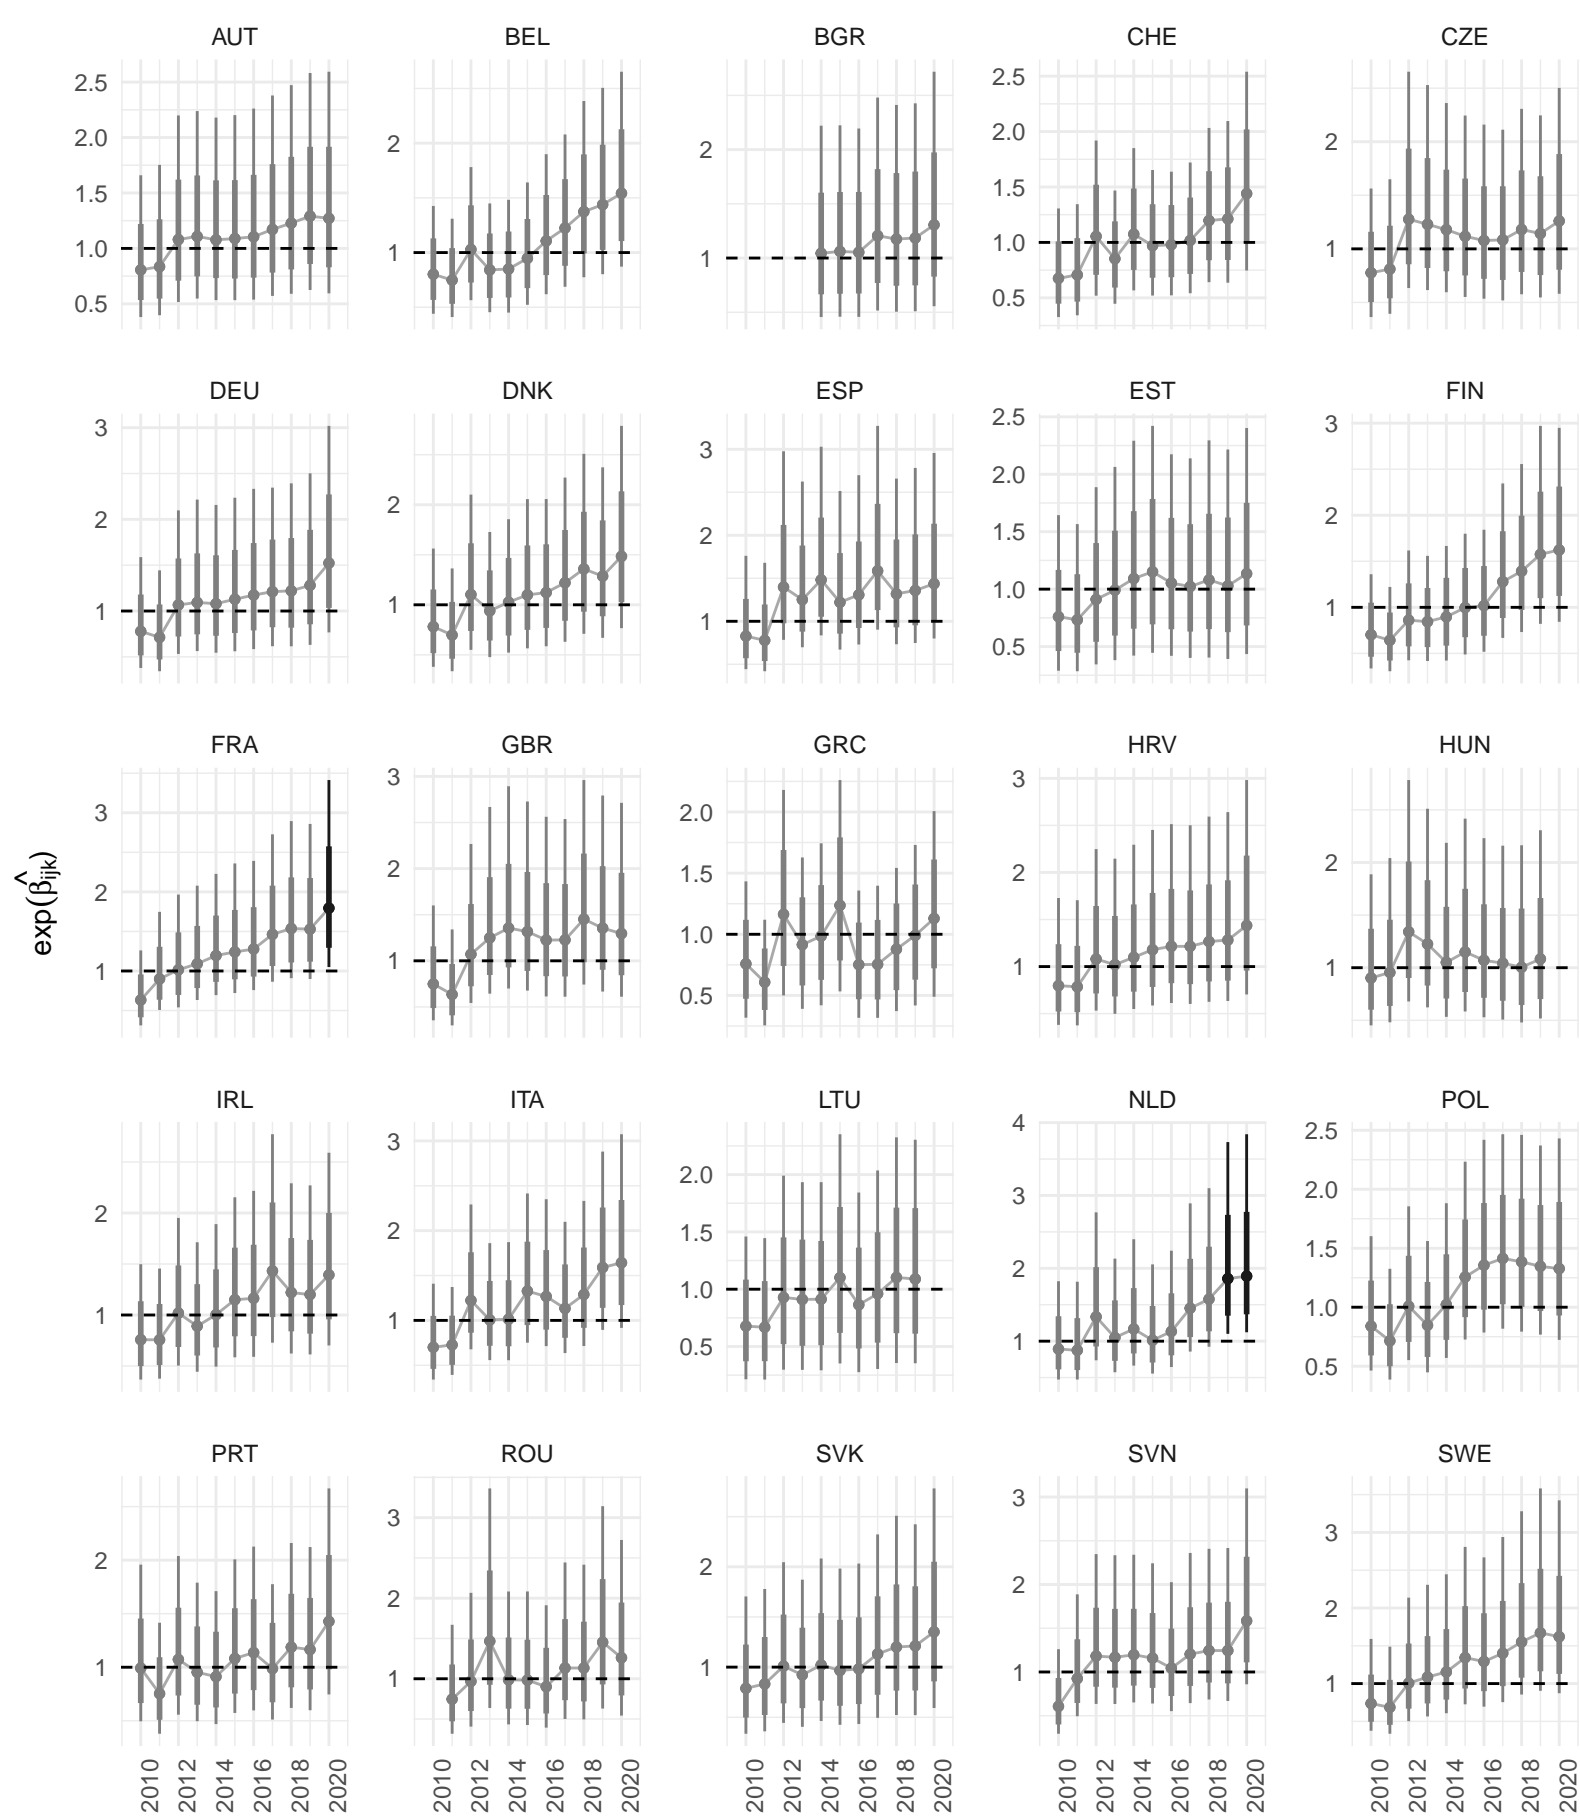 AUT BEL BGR CHE CZE
2.5 2.0 1.5 1.0 0.5
2 1
2 1
2.5 2.0 1.5 1.0 0.5
2 1
DEU DNK ESP EST FIN
3 2 1
2 1
3 2 1
2.5 2.0 1.5 1.0 0.5
3 2 1
FRA GBR GRC HRV HUN
3 2 1
3 2 1
2.0 1.5 1.0 0.5
3 2 1
2 1
exp(β̂ijk)
IRL ITA LTU NLD POL
2 1
3 2 1
2.0 1.5 1.0 0.5
4 3 2 1
2.5 2.0 1.5 1.0 0.5
PRT ROU SVK SVN SWE
2 1
3 2 1
2 1
3 2 1
3 2 1
2010 2012 2014 2016 2018 2020
2010 2012 2014 2016 2018 2020
2010 2012 2014 2016 2018 2020
2010 2012 2014 2016 2018 2020
2010 2012 2014 2016 2018 2020